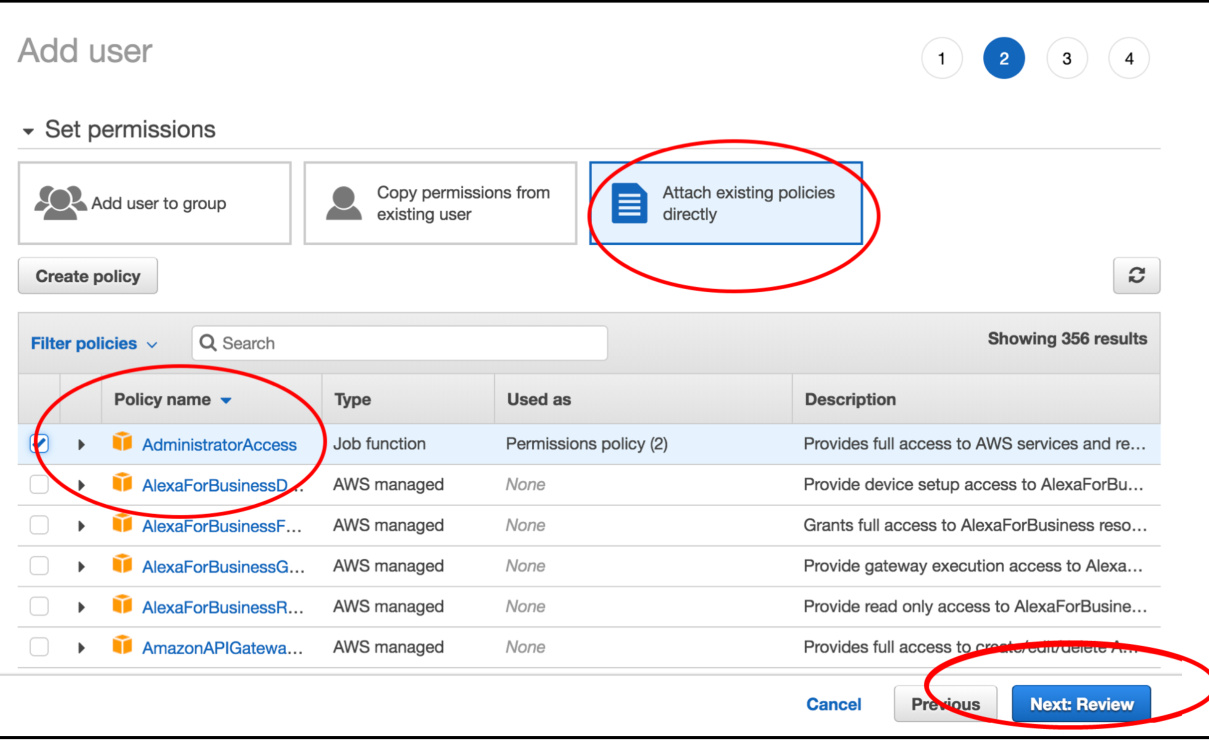 Add user
1 2 3 4
Set permissions
Add user to group
Copy permissions from
existing user
Attach existing policies
directly
Create policy
Filter policies Search Showing 356 results
Policy name Type Used as Description
AdministratorAccess Job function Permissions policy (2) Provides full access to AWS services and re...
AlexaForBusinessD... AWS managed None Provide device setup access to AlexaForBu...
AlexaForBusinessF... AWS managed None Grants full access to AlexaForBusiness reso...
AlexaForBusinessG... AWS managed None Provide gateway execution access to Alexa...
AlexaForBusinessR... AWS managed None Provide read only access to AlexaForBusine...
AmazonAPIGatewa... AWS managed None Provides full access to create/edit/delete A...
Cancel Previous Next: Review